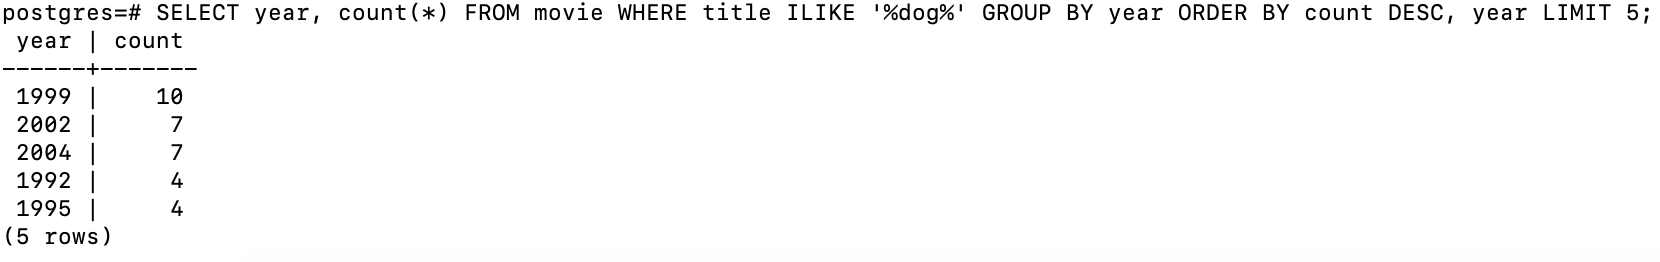 postgres=# SELECT year, count(*) FROM movie WHERE title ILIKE '%dog%' GROUP BY year ORDER BY count DESC, year LIMIT 5;
 year | count
------+-------
 1999 |    10
 2002 |     7
 2004 |     7
 1992 |     4
 1995 |     4
(5 rows)